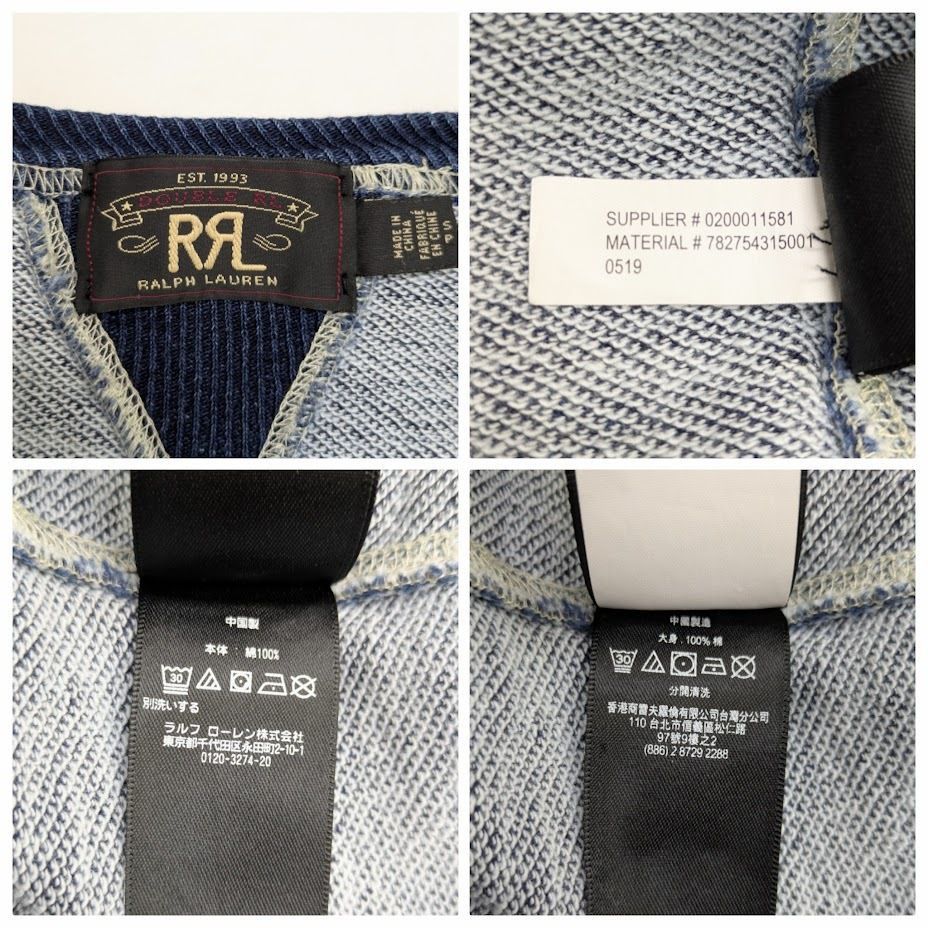 EST. 1993
DOUBLE RL
RRL
RALPH LAUREN
MADE IN
CHINA
FABRIQUÉ
EN CHINE
S
P
SUPPLIER # 0200011581
MATERIAL # 782754315001
0519
中国製
本体 : 綿100%
30
別洗いする
ラルフ ローレン株式会社
東京都千代田区永田町2-10-1
0120-3274-20
中國製造
大身 : 100% 棉
30
分開清洗
香港商雷夫羅倫有限公司台灣分公司
110 台北市信義區松仁路
97號9樓之2
(886) 2 8729 2288